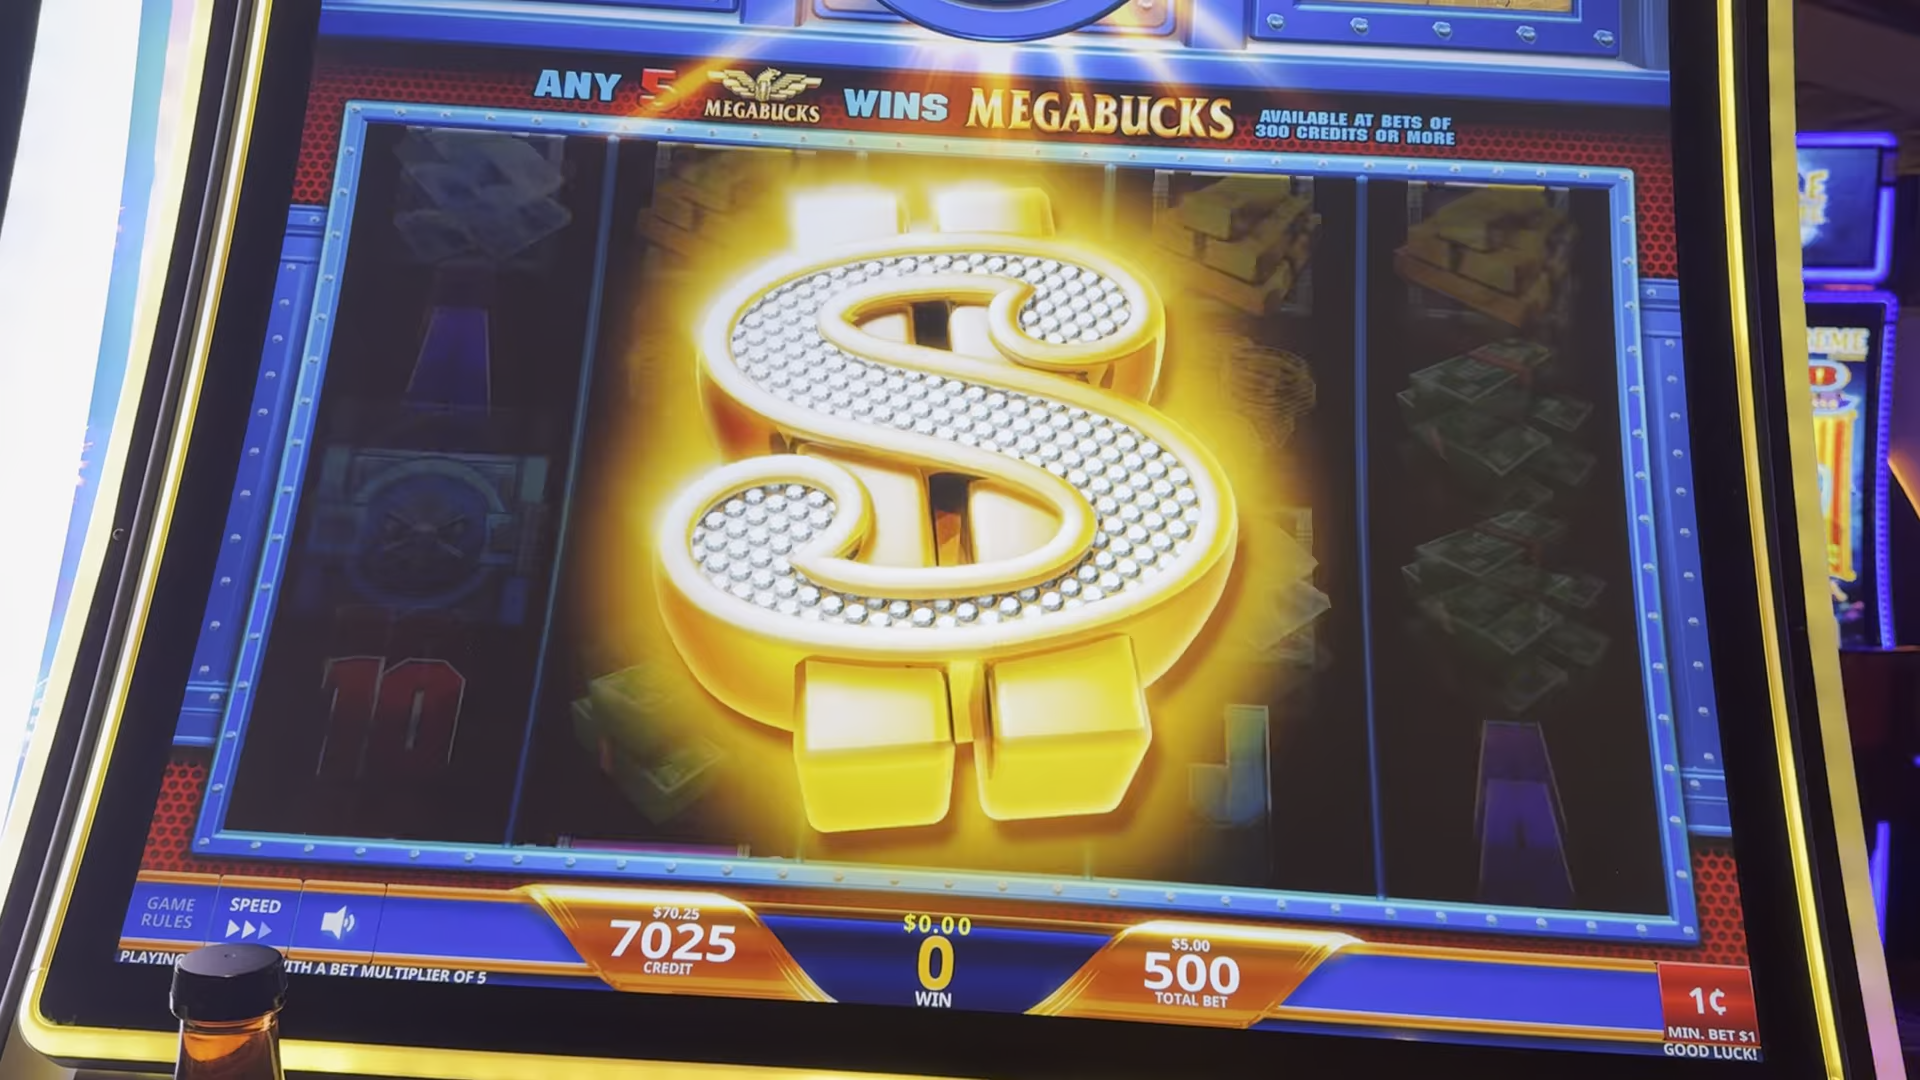 ANY 5 MEGABUCKS WINS MEGABUCKS AVAILABLE AT BETS OF
300 CREDITS OR MORE
10
J
GAME
RULES
SPEED
$70.25
7025
CREDIT
$0.00
0
WIN
$5.00
500
TOTAL BET
1¢
MIN. BET $1
GOOD LUCK!
PLAYING WITH A BET MULTIPLIER OF 5